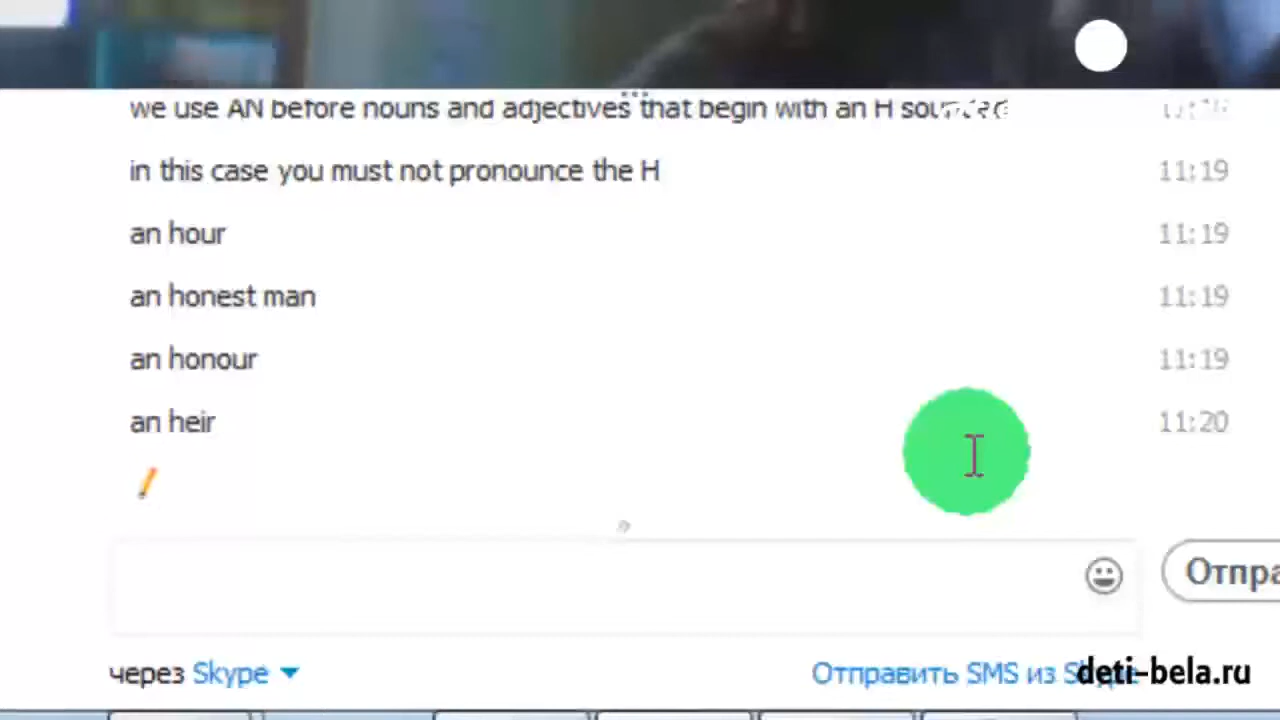 we use AN before nouns and adjectives that begin with an H
in this case you must not pronounce the H 11:19
an hour 11:19
an honest man 11:19
an honour 11:19
an heir 11:20
Отпра
через Skype
Отправить SMS из
deti-bela.ru